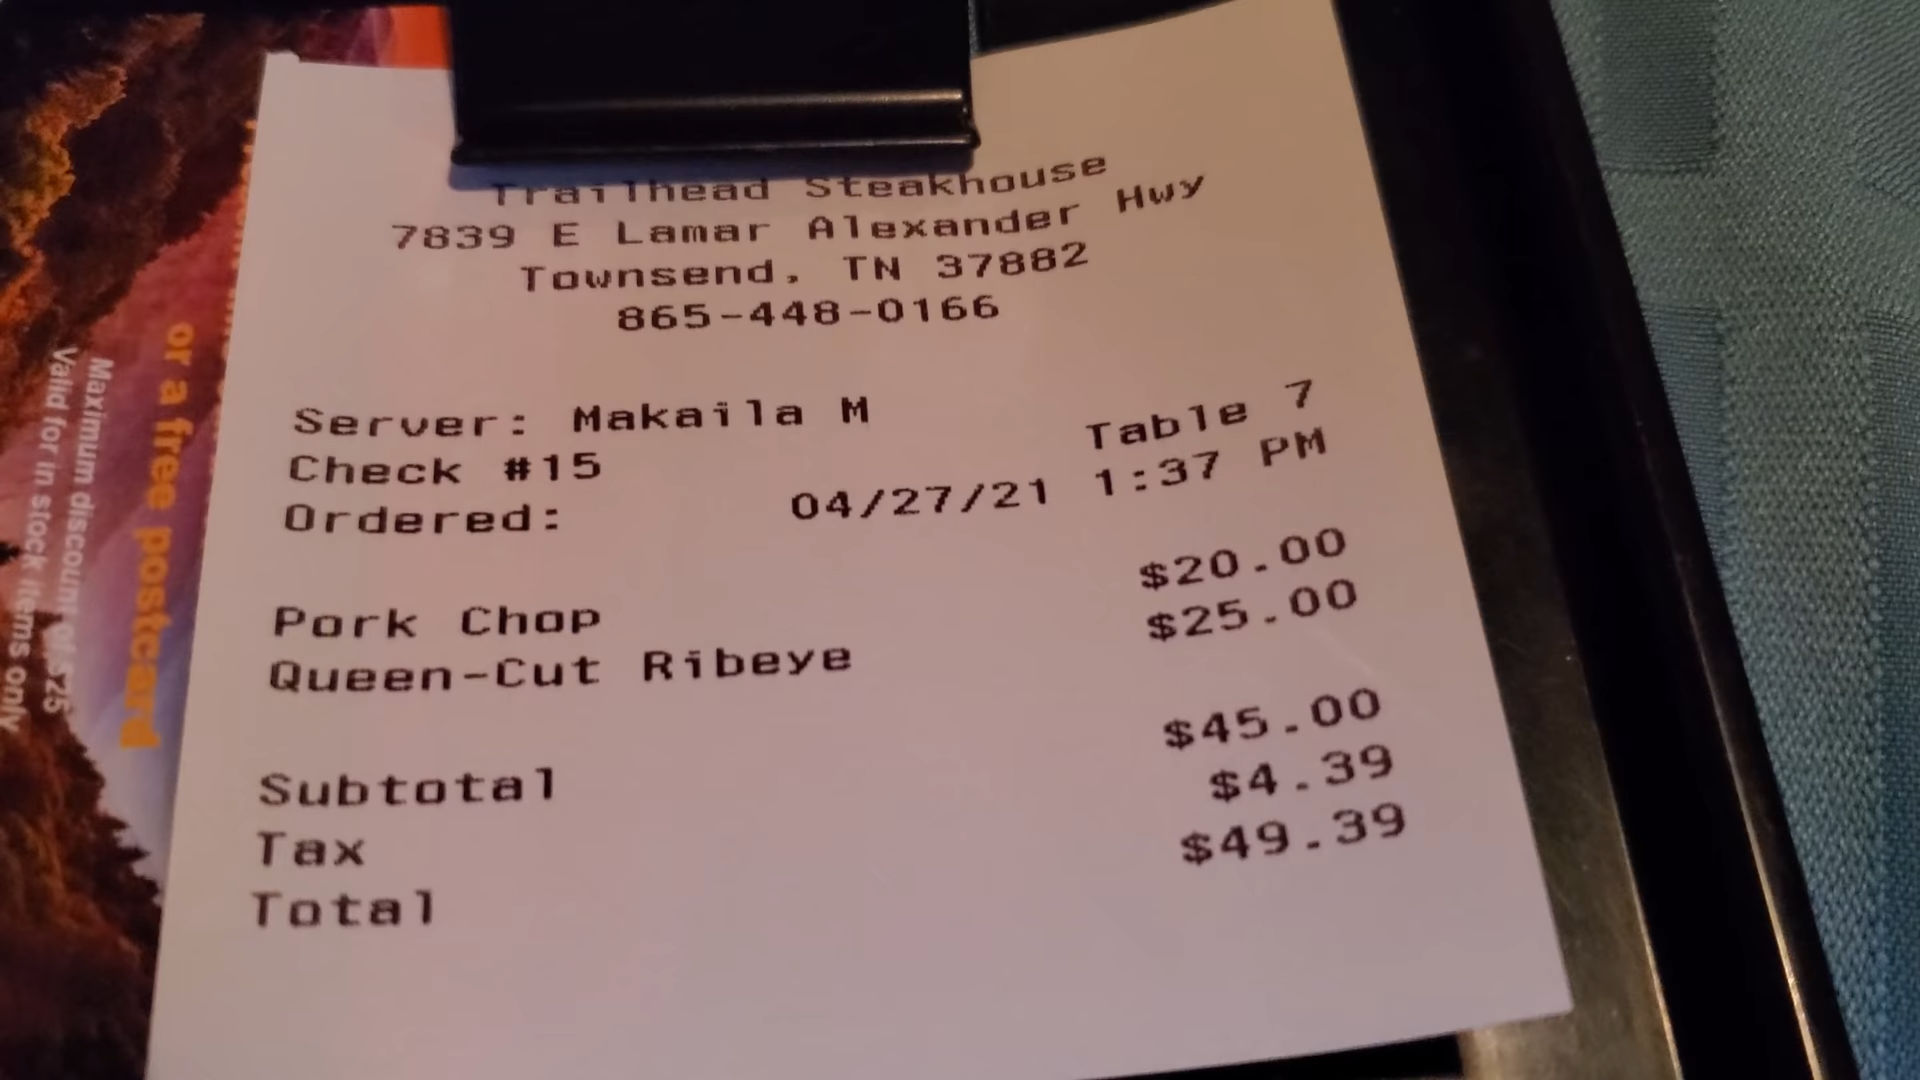 Trailhead Steakhouse
7839 E Lamar Alexander Hwy
Townsend, TN 37882
865-448-0166
Server: Makaila M
Check #15 Table 7
Ordered: 04/27/21 1:37 PM
Pork Chop $20.00
Queen-Cut Ribeye $25.00
Subtotal $45.00
Tax $4.39
Total $49.39
or a free postcard
Maximum discount of $25
Valid for in stock items only